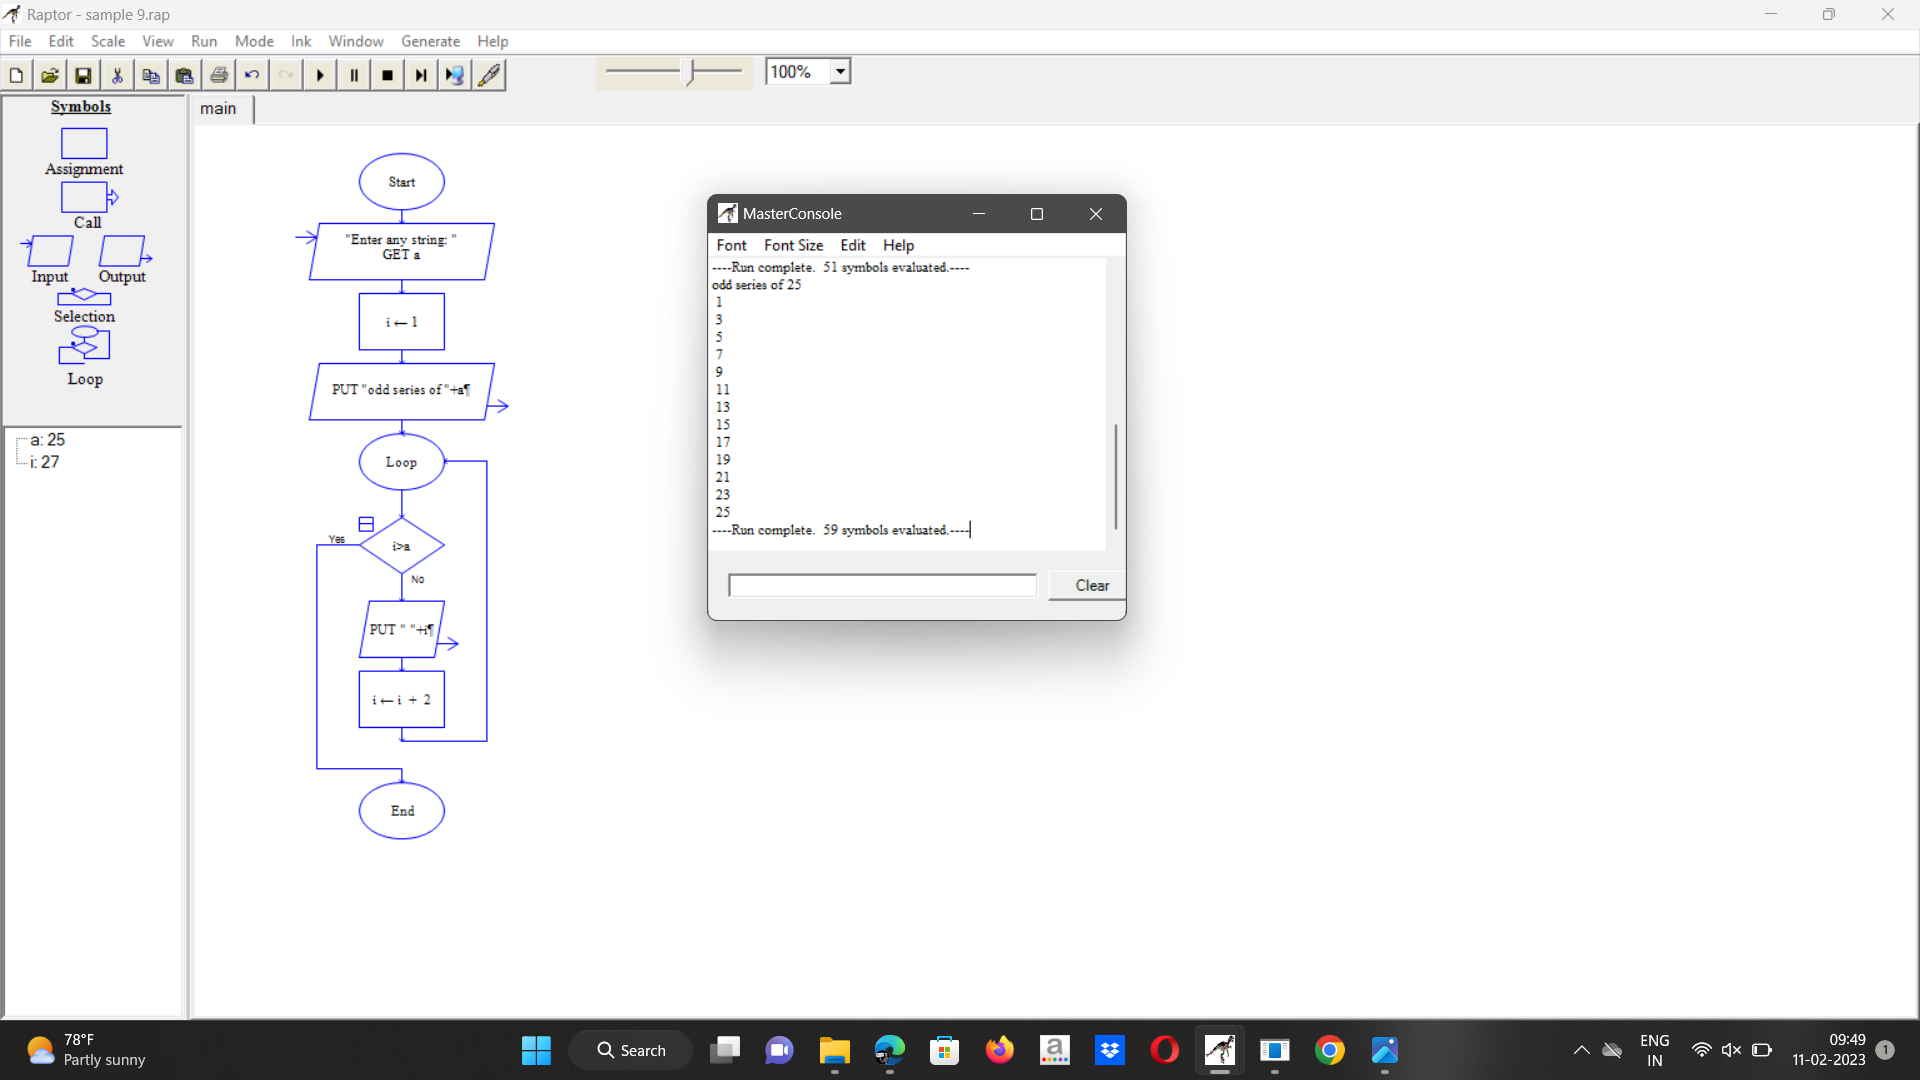 Raptor - sample 9.rap
File Edit Scale View Run Mode Ink Window Generate Help
100%
Symbols
Assignment
Call
Input Output
Selection
Loop
a: 25
i: 27
main
Start
"Enter any string: "
GET a
i ← 1
PUT "odd series of "+a¶
Loop
Yes
i>a
No
PUT " "+i¶
i ← i + 2
End
MasterConsole
Font Font Size Edit Help
----Run complete. 51 symbols evaluated.----
odd series of 25
1
3
5
7
9
11
13
15
17
19
21
23
25
----Run complete. 59 symbols evaluated.----
Clear
78°F
Partly sunny
Search
a
ENG
IN
09:49
11-02-2023
1